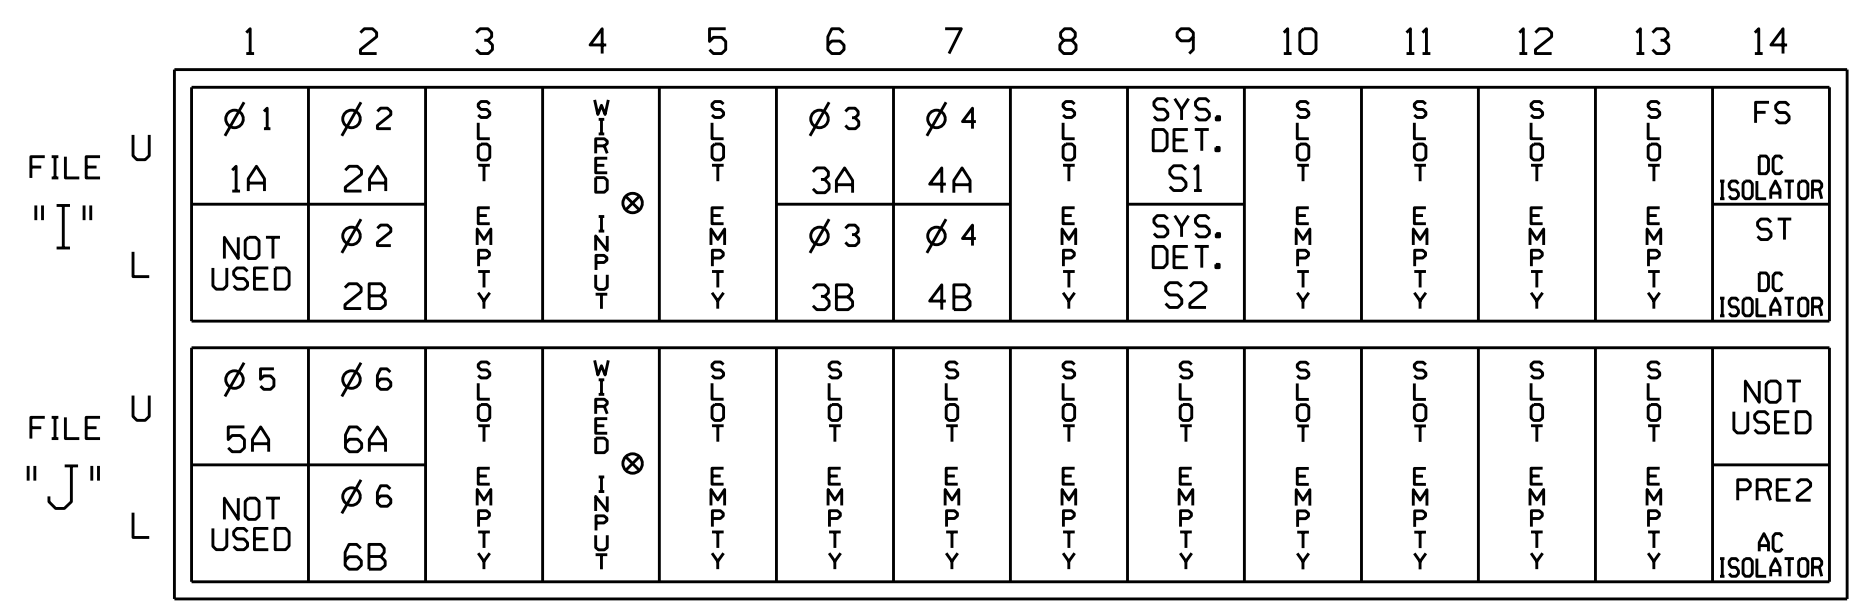 1 2 3 4 5 6 7 8 9 10 11 12 13 14
FILE "I"
U
L
Ø 1
1A
NOT
USED
Ø 2
2A
Ø 2
2B
SLOT EMPTY
WIRED INPUT
SLOT EMPTY
Ø 3
3A
Ø 3
3B
Ø 4
4A
Ø 4
4B
SLOT EMPTY
SYS.
DET.
S1
SYS.
DET.
S2
SLOT EMPTY
SLOT EMPTY
SLOT EMPTY
SLOT EMPTY
FS
DC
ISOLATOR
ST
DC
ISOLATOR
FILE "J"
U
L
Ø 5
5A
NOT
USED
Ø 6
6A
Ø 6
6B
SLOT EMPTY
WIRED INPUT
SLOT EMPTY
SLOT EMPTY
SLOT EMPTY
SLOT EMPTY
SLOT EMPTY
SLOT EMPTY
SLOT EMPTY
SLOT EMPTY
SLOT EMPTY
NOT
USED
PRE2
AC
ISOLATOR